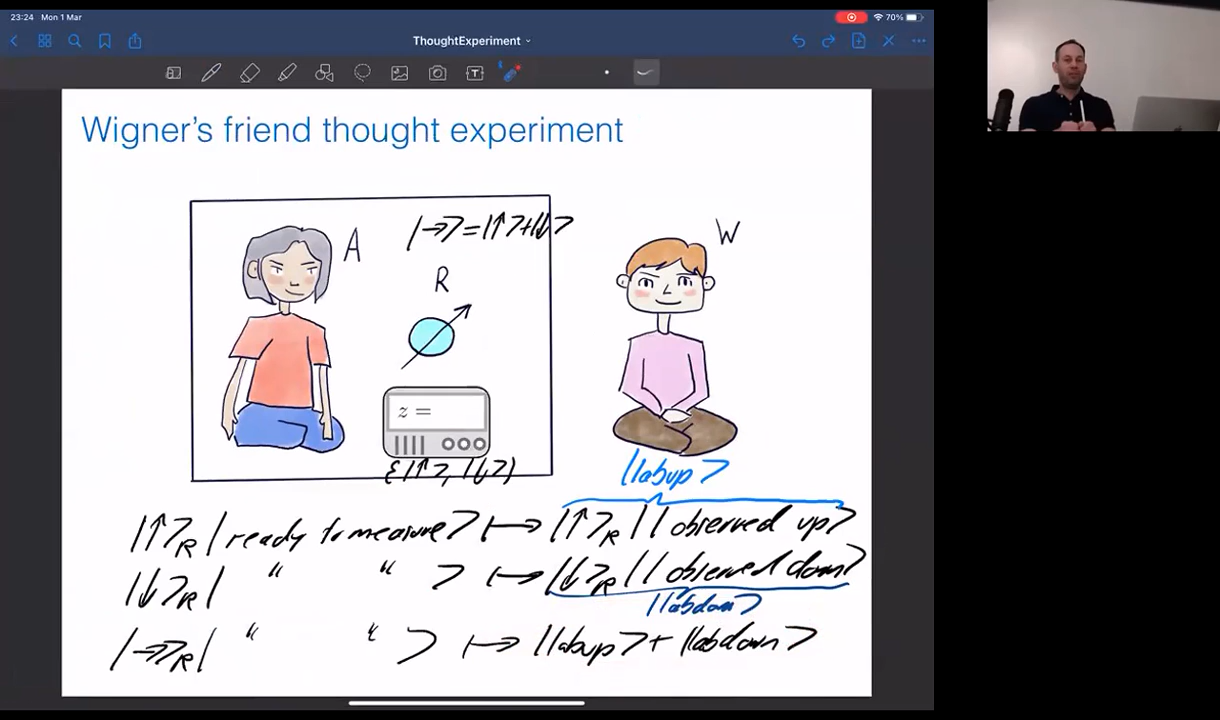 23:24 Mon 1 Mar
70%
ThoughtExperiment
T
Wigner's friend thought experiment
A
|→> = |↑>+|↓>
R
W
z =
{|↑>, |↓>}
|labup>
|↑>R | ready to measure> ↦ |↑>R | | observed up>
|↓>R | " " > ↦ |↓>R | | observed down>
|labdown>
|→>R | " " > ↦ |labup> + |labdown>